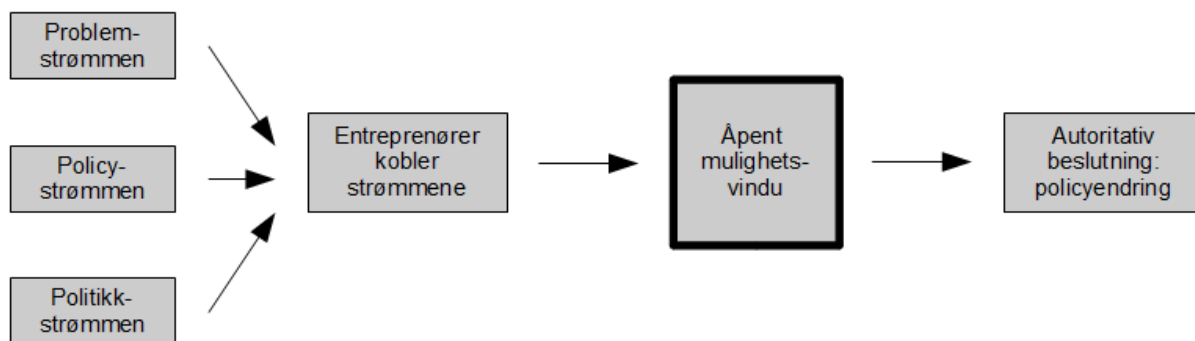 Problem-
strømmen
Policy-
strømmen
Politikk-
strømmen
Entreprenører
kobler
strømmene
Åpent
mulighets-
vindu
Autoritativ
beslutning:
policyendring